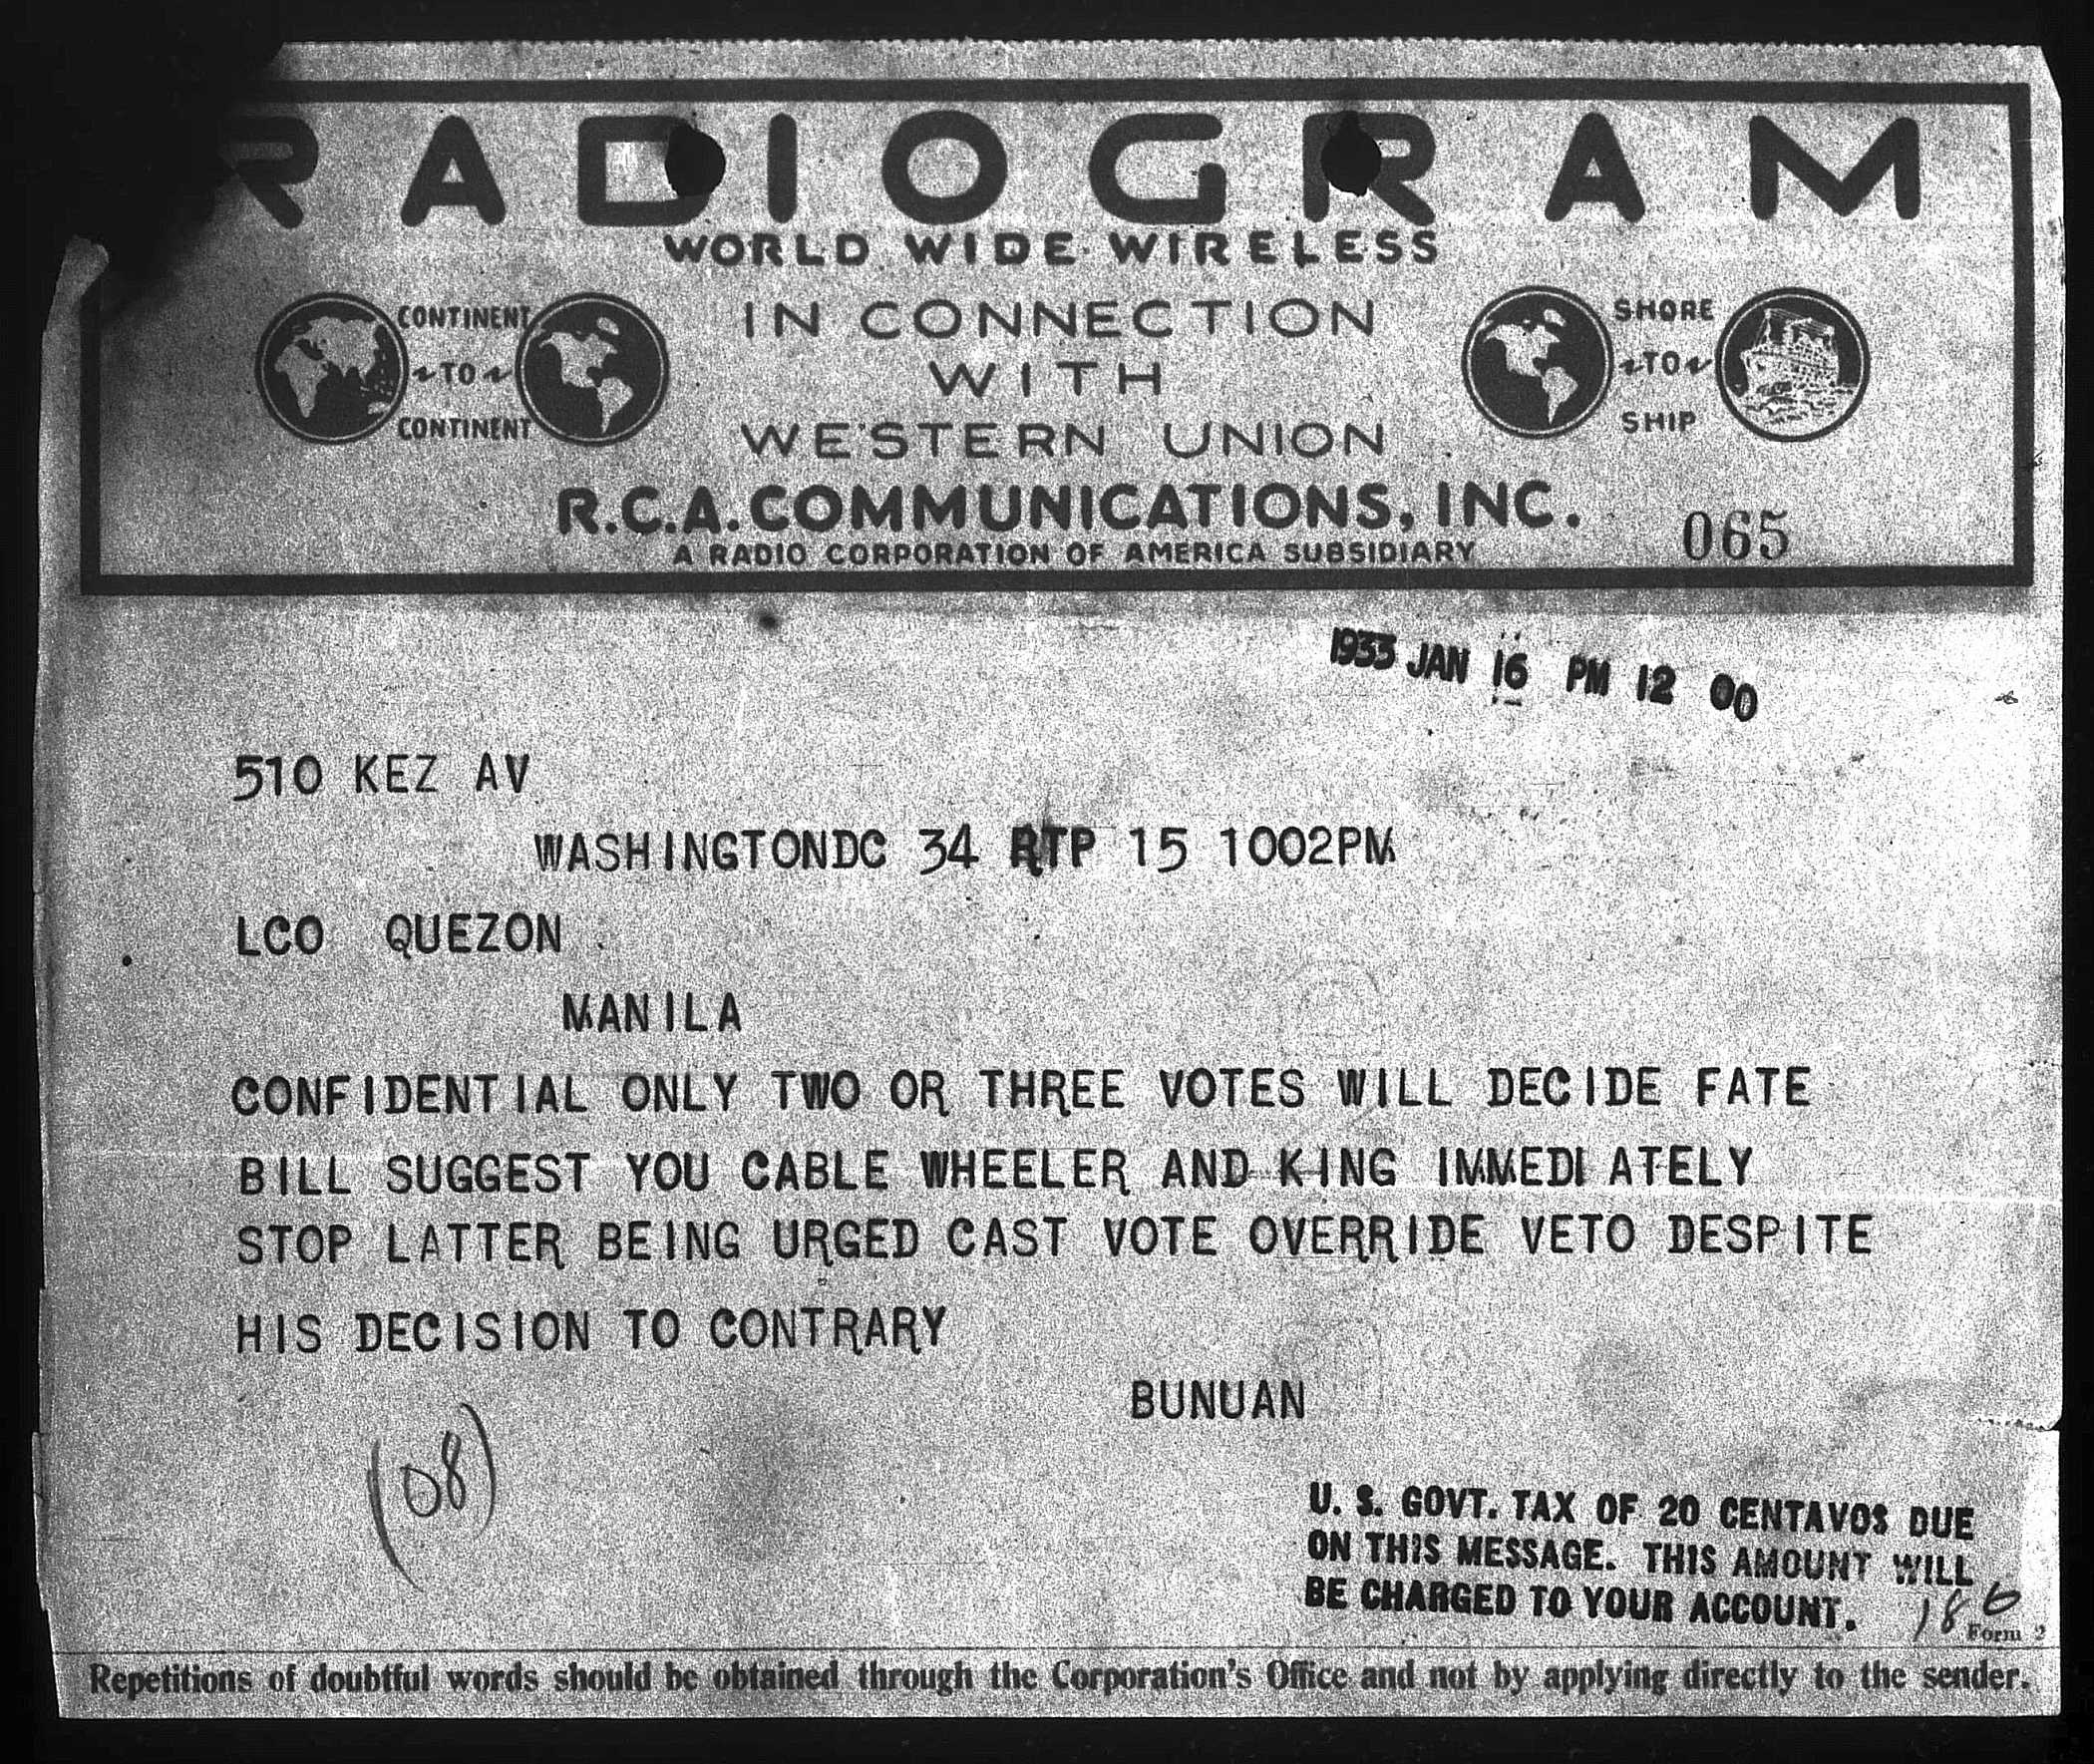 RADIOGRAM
WORLD WIDE WIRELESS
CONTINENT
TO
CONTINENT
IN CONNECTION
WITH
WESTERN UNION
SHORE
TO
SHIP
R.C.A. COMMUNICATIONS, INC.
A RADIO CORPORATION OF AMERICA SUBSIDIARY
065
1933 JAN 16 PM 12 00
510 KEZ AV
WASHINGTONDC 34 RTP 15 1002PM
LCO QUEZON
MANILA
CONFIDENTIAL ONLY TWO OR THREE VOTES WILL DECIDE FATE
BILL SUGGEST YOU CABLE WHEELER AND KING IMMEDI ATELY
STOP LATTER BEING URGED CAST VOTE OVERRIDE VETO DESPITE
HIS DECISION TO CONTRARY
BUNUAN
(08)
U. S. GOVT. TAX OF 20 CENTAVOS DUE
ON THIS MESSAGE. THIS AMOUNT WILL
BE CHARGED TO YOUR ACCOUNT.
186
Form 2
Repetitions of doubtful words should be obtained through the Corporation's Office and not by applying directly to the sender.